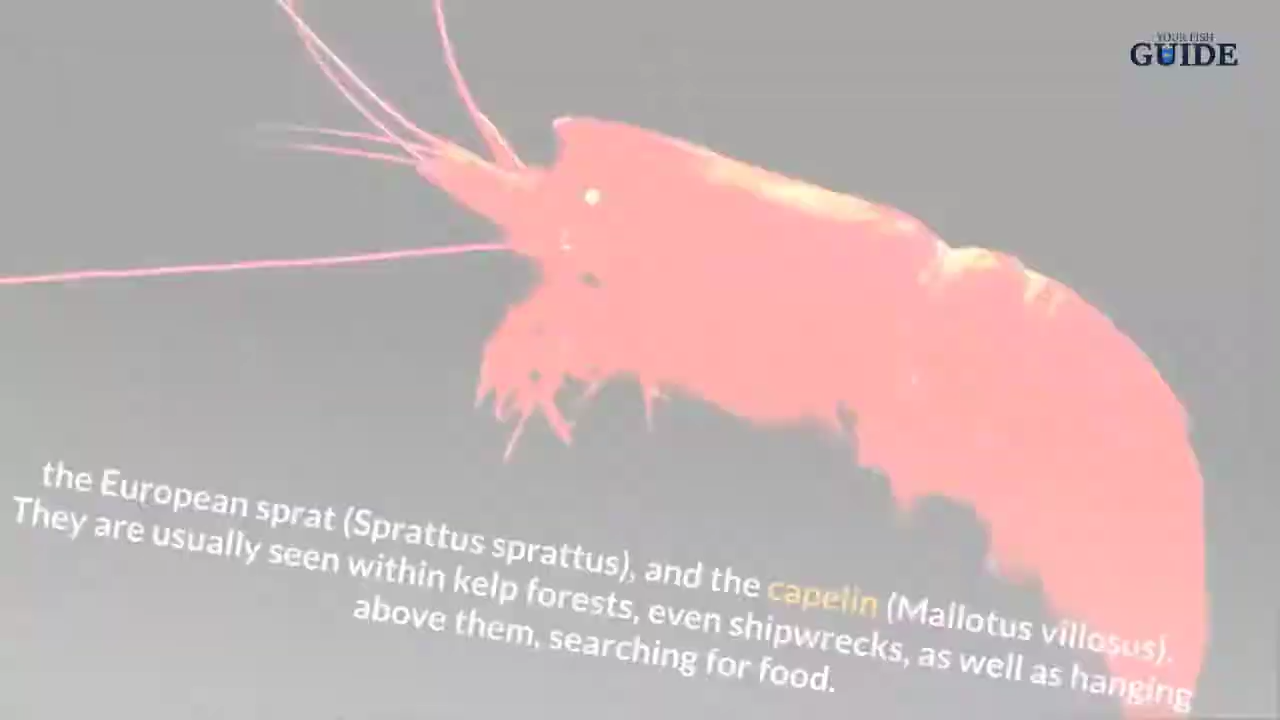 YOUR FISH
GUIDE
the European sprat (Sprattus sprattus), and the capelin (Mallotus villosus).
They are usually seen within kelp forests, even shipwrecks, as well as hanging
above them, searching for food.